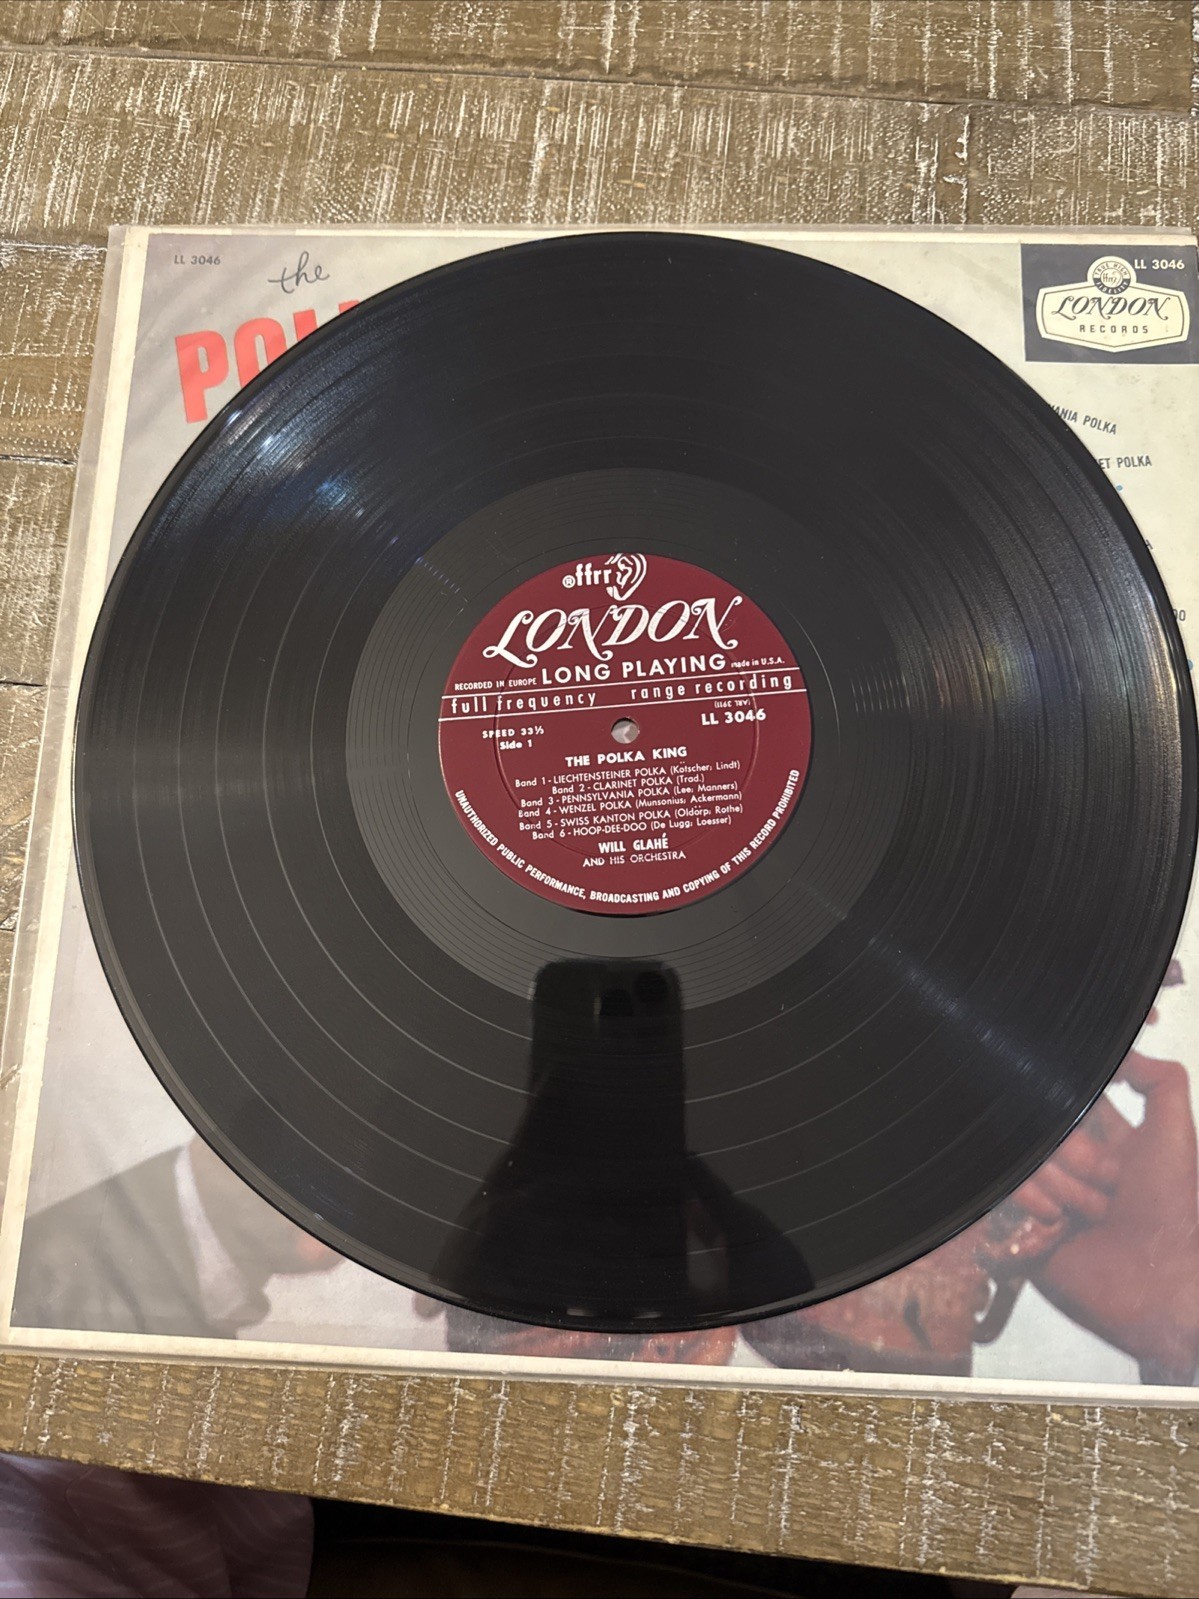 LL 3046
the
LL 3046
LONDON
RECORDS
POLKA
ET POLKA
®ffrr
LONDON
RECORDED IN EUROPE LONG PLAYING made in U.S.A.
full frequency range recording
SPEED 33⅓
Side 1
LL 3046
THE POLKA KING
Band 1 - LIECHTENSTEINER POLKA (Kötscher; Lindt)
Band 2 - CLARINET POLKA (Trad.)
Band 3 - PENNSYLVANIA POLKA (Lee; Manners)
Band 4 - WENZEL POLKA (Munsonius; Ackermann)
Band 5 - SWISS KANTON POLKA (Oldörp; Rothe)
Band 6 - HOOP-DEE-DOO (De Lugg; Loesser)
WILL GLAHÉ
AND HIS ORCHESTRA
UNAUTHORIZED PUBLIC PERFORMANCE, BROADCASTING AND COPYING OF THIS RECORD PROHIBITED